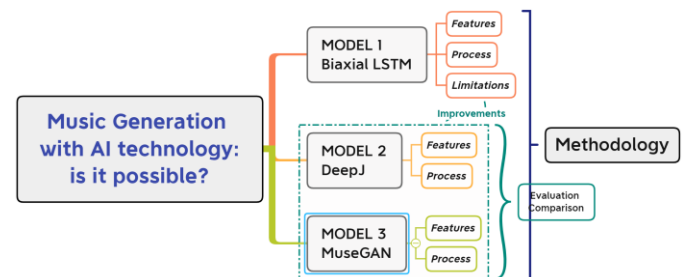 Music Generation
with AI technology:
is it possible?
MODEL 1
Biaxial LSTM
Features
Process
Limitations
Improvements
MODEL 2
DeepJ
Features
Process
MODEL 3
MuseGAN
Features
Process
Evaluation
Comparison
Methodology